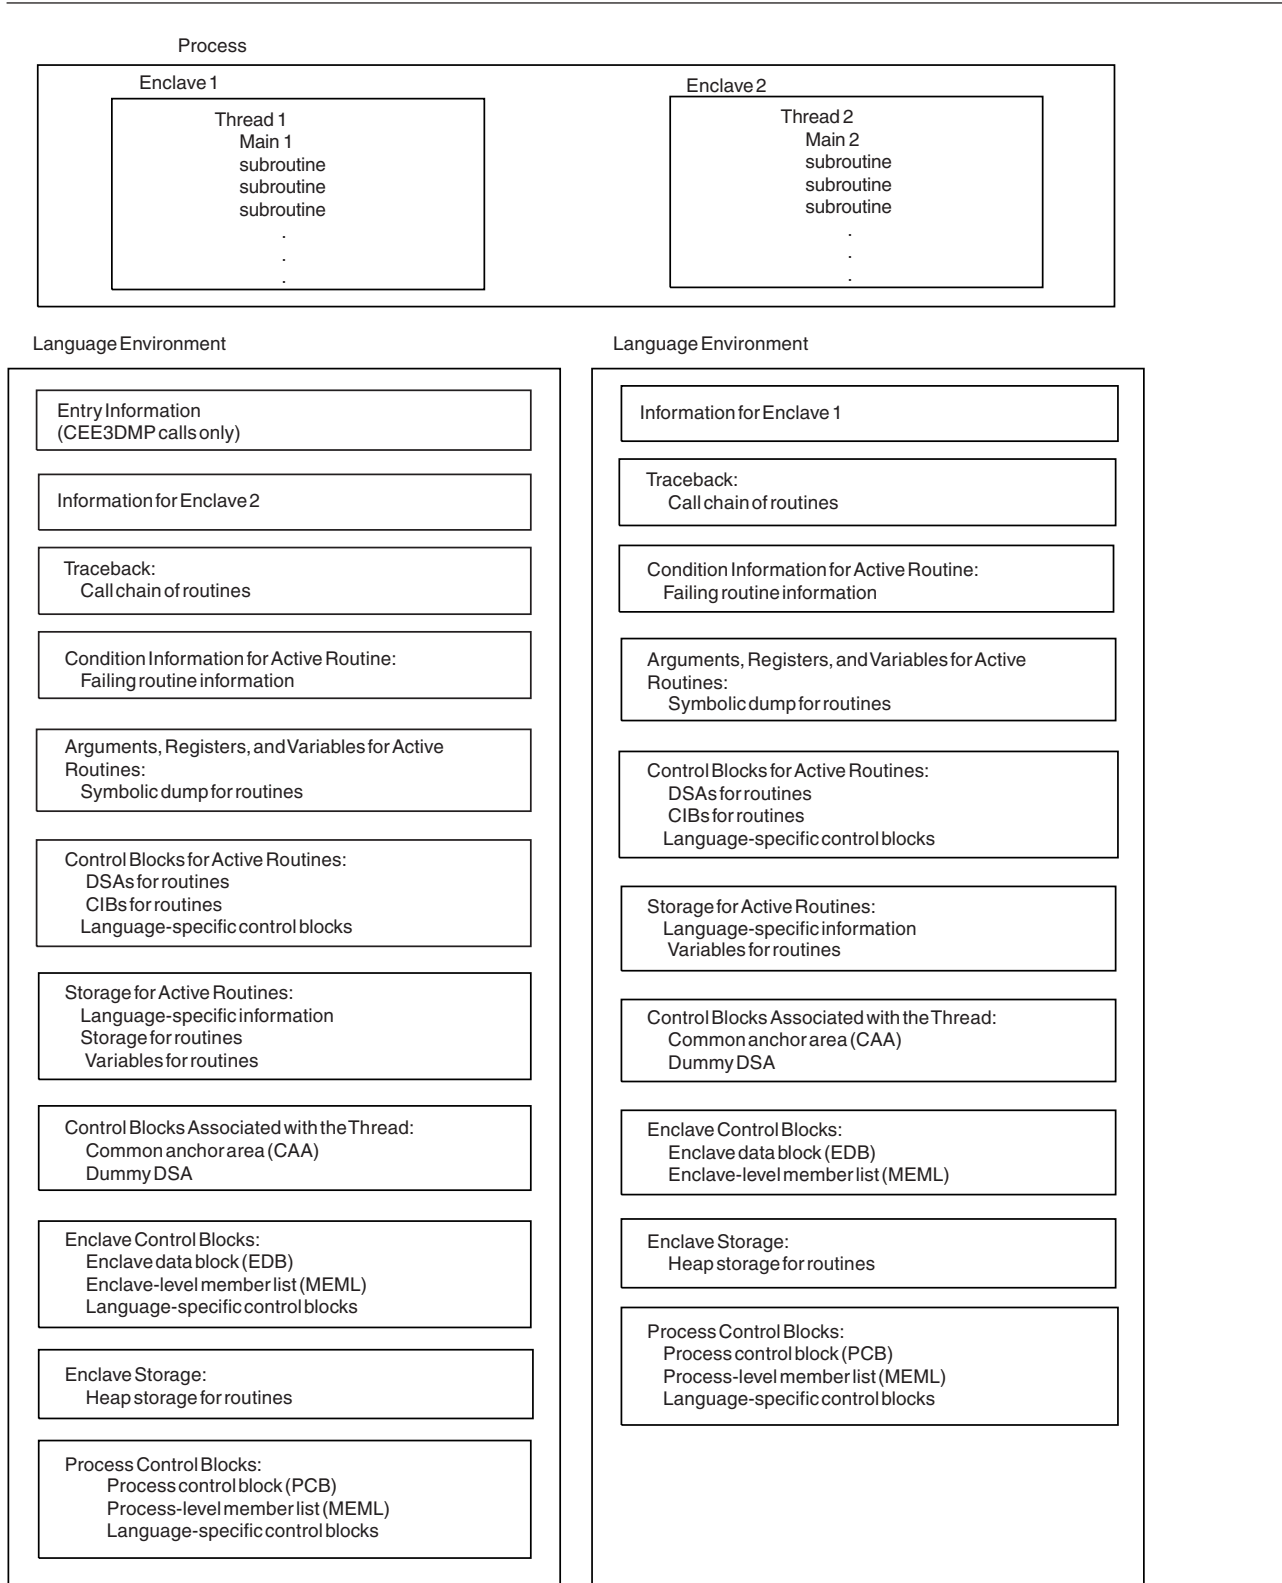 Process
Enclave 1
Thread 1
Main 1
subroutine
subroutine
subroutine
.
.
.
Enclave 2
Thread 2
Main 2
subroutine
subroutine
subroutine
.
.
.
Language Environment
Entry Information
(CEE3DMP calls only)
Information for Enclave 2
Traceback:
Call chain of routines
Condition Information for Active Routine:
Failing routine information
Arguments, Registers, and Variables for Active
Routines:
Symbolic dump for routines
Control Blocks for Active Routines:
DSAs for routines
CIBs for routines
Language-specific control blocks
Storage for Active Routines:
Language-specific information
Storage for routines
Variables for routines
Control Blocks Associated with the Thread:
Common anchor area (CAA)
Dummy DSA
Enclave Control Blocks:
Enclave data block (EDB)
Enclave-level member list (MEML)
Language-specific control blocks
Enclave Storage:
Heap storage for routines
Process Control Blocks:
Process control block (PCB)
Process-level member list (MEML)
Language-specific control blocks
Language Environment
Information for Enclave 1
Traceback:
Call chain of routines
Condition Information for Active Routine:
Failing routine information
Arguments, Registers, and Variables for Active
Routines:
Symbolic dump for routines
Control Blocks for Active Routines:
DSAs for routines
CIBs for routines
Language-specific control blocks
Storage for Active Routines:
Language-specific information
Variables for routines
Control Blocks Associated with the Thread:
Common anchor area (CAA)
Dummy DSA
Enclave Control Blocks:
Enclave data block (EDB)
Enclave-level member list (MEML)
Enclave Storage:
Heap storage for routines
Process Control Blocks:
Process control block (PCB)
Process-level member list (MEML)
Language-specific control blocks